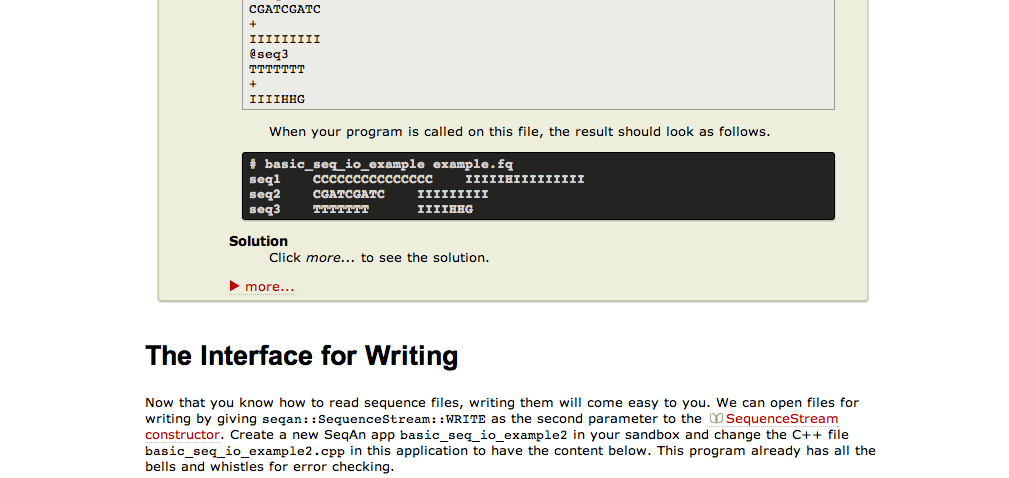 CGATCGATC
+
IIIIIIIII
@seq3
TTTTTTT
+
IIIIHHG
When your program is called on this file, the result should look as follows.
# basic_seq_io_example example.fq
seq1    CCCCCCCCCCCCCCC    IIIIIHIIIIIIIII
seq2    CGATCGATC    IIIIIIIII
seq3    TTTTTTT      IIIIHHG
Solution
Click more... to see the solution.
more...
The Interface for Writing
Now that you know how to read sequence files, writing them will come easy to you. We can open files for
writing by giving seqan::SequenceStream::WRITE as the second parameter to the SequenceStream
constructor. Create a new SeqAn app basic_seq_io_example2 in your sandbox and change the C++ file
basic_seq_io_example2.cpp in this application to have the content below. This program already has all the
bells and whistles for error checking.